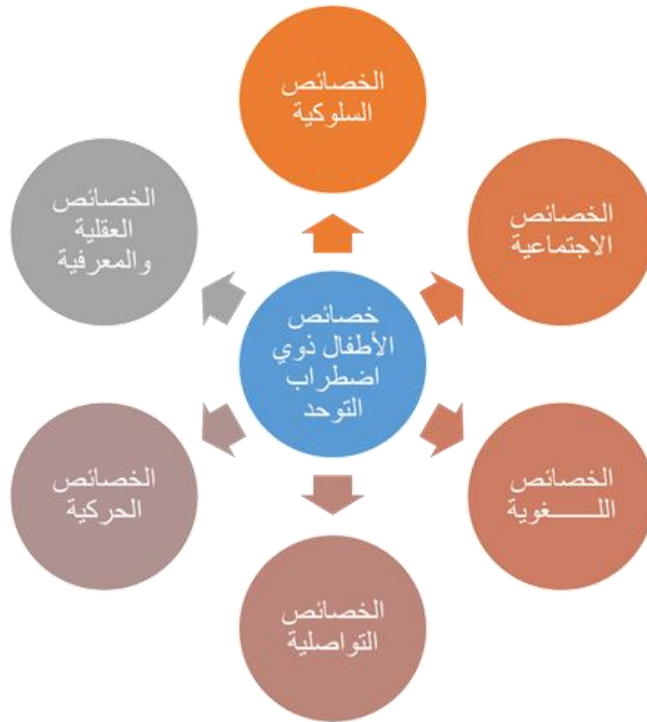 الخصائص
السلوكية
الخصائص
الاجتماعية
الخصائص
اللـــــغوية
الخصائص
التواصلية
الخصائص
الحركية
الخصائص
العقلية
والمعرفية
خصائص
الأطفال ذوي
اضطراب
التوحد